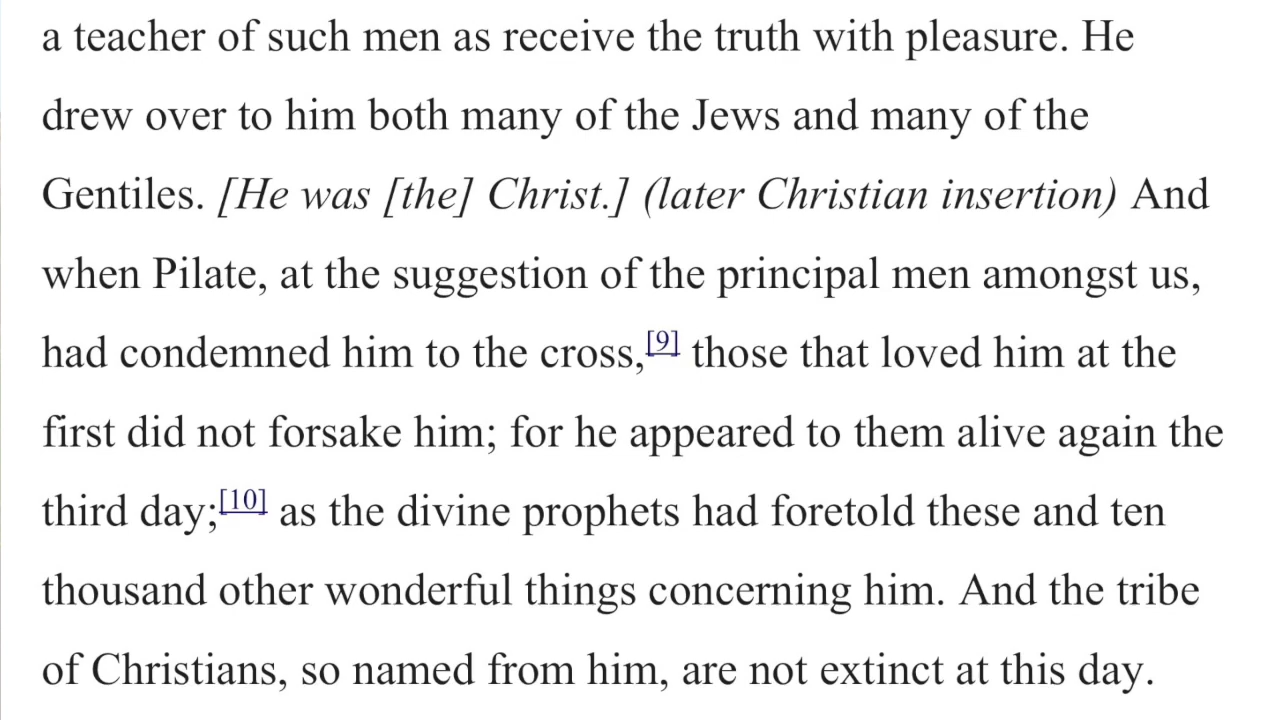 a teacher of such men as receive the truth with pleasure. He
drew over to him both many of the Jews and many of the
Gentiles. [He was [the] Christ.] (later Christian insertion) And
when Pilate, at the suggestion of the principal men amongst us,
had condemned him to the cross,[9] those that loved him at the
first did not forsake him; for he appeared to them alive again the
third day;[10] as the divine prophets had foretold these and ten
thousand other wonderful things concerning him. And the tribe
of Christians, so named from him, are not extinct at this day.